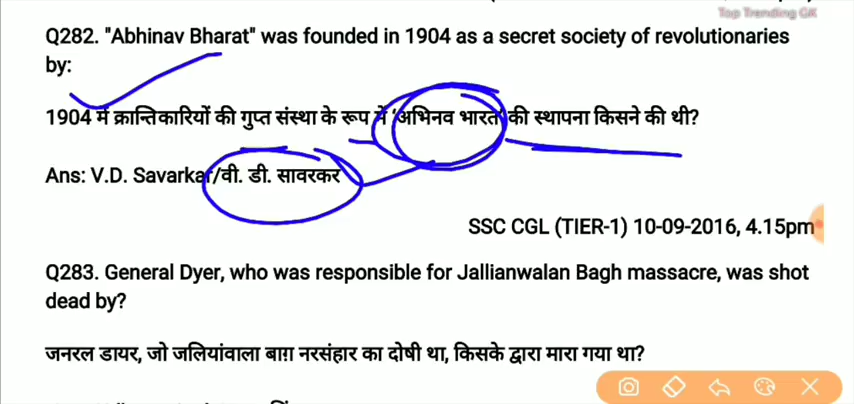 Top Trending GK
Q282. "Abhinav Bharat" was founded in 1904 as a secret society of revolutionaries
by:
1904 में क्रान्तिकारियों की गुप्त संस्था के रूप में 'अभिनव भारत' की स्थापना किसने की थी?
Ans: V.D. Savarkar/वी. डी. सावरकर
SSC CGL (TIER-1) 10-09-2016, 4.15pm
Q283. General Dyer, who was responsible for Jallianwalan Bagh massacre, was shot
dead by?
जनरल डायर, जो जलियांवाला बाग़ नरसंहार का दोषी था, किसके द्वारा मारा गया था?